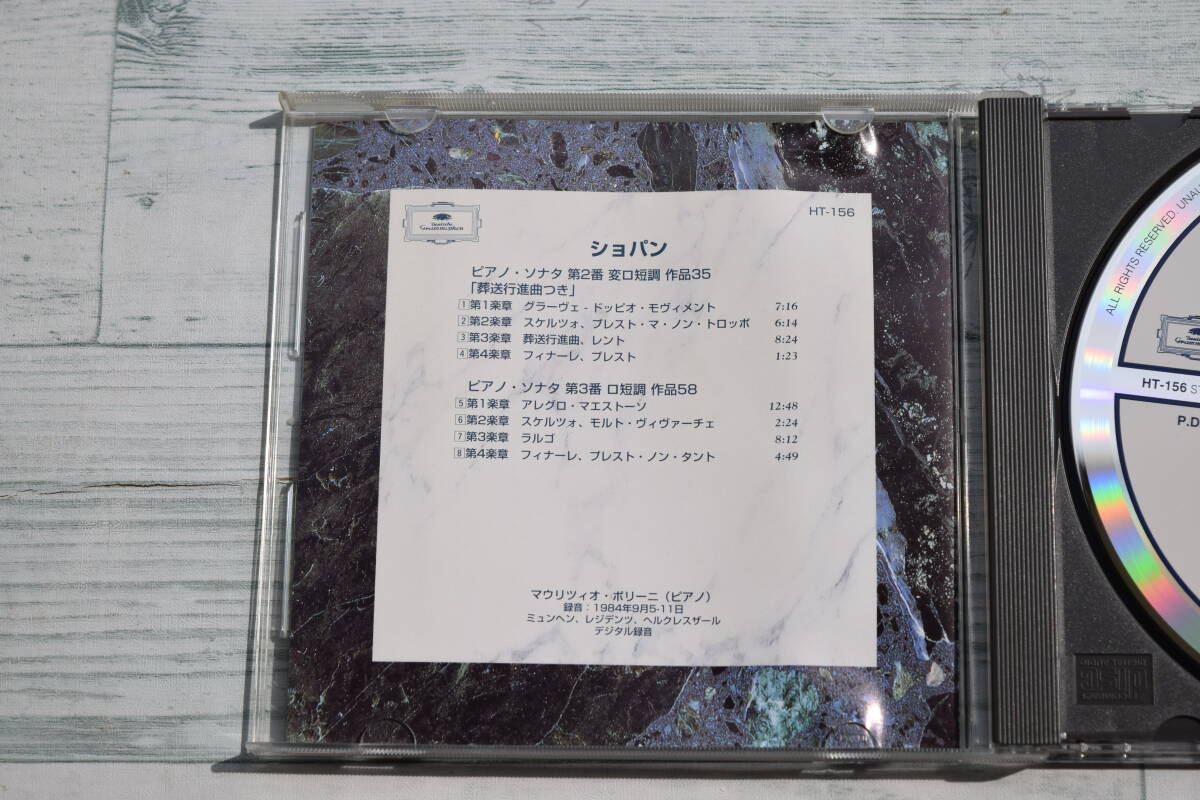 Deutsche
Grammophon
HT-156
ショパン
ピアノ・ソナタ 第2番 変ロ短調 作品35
「葬送行進曲つき」
1 第1楽章 グラーヴェ - ドッピオ・モヴィメント 7:16
2 第2楽章 スケルツォ、プレスト・マ・ノン・トロッポ 6:14
3 第3楽章 葬送行進曲、レント 8:24
4 第4楽章 フィナーレ、プレスト 1:23
ピアノ・ソナタ 第3番 ロ短調 作品58
5 第1楽章 アレグロ・マエストーソ 12:48
6 第2楽章 スケルツォ、モルト・ヴィヴァーチェ 2:24
7 第3楽章 ラルゴ 8:12
8 第4楽章 フィナーレ、プレスト・ノン・タント 4:49
マウリツィオ・ポリーニ（ピアノ）
録音：1984年9月5-11日
ミュンヘン、レジデンツ、ヘルクレスザール
デジタル録音
ALL RIGHTS RESERVED. UNAU
HT-156 ST
P.D